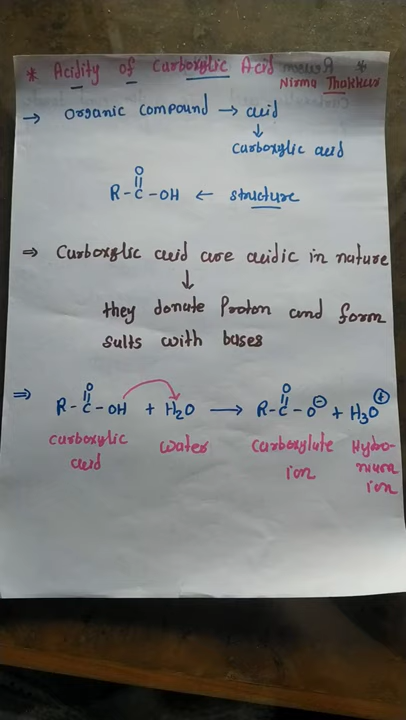 * Acidity of Carboxylic Acid *
Nirma Thakkur
→ Organic compound → acid
↓
Carboxylic acid
O
||
R-C-OH ← structure
⇒ Carboxylic acid are acidic in nature
↓
they donate Proton and form
salts with bases
O O
|| ||
⇒ R-C-OH + H₂O → R-C-O⊖ + H₃O⊕
carboxylic water carboxylate Hydro-
acid ion nium
ion